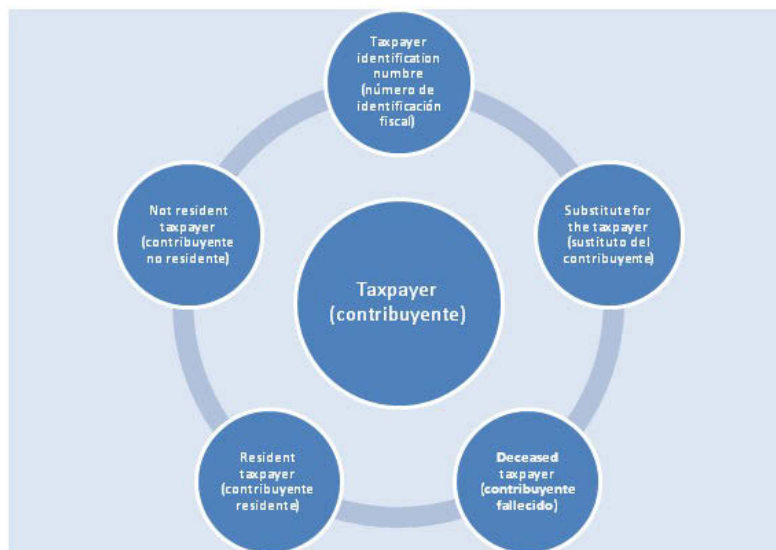 Taxpayer
identification
numbre
(número de
identificación
fiscal)
Substitute for
the taxpayer
(sustituto del
contribuyente)
Deceased
taxpayer
(contribuyente
fallecido)
Resident
taxpayer
(contribuyente
residente)
Not resident
taxpayer
(contribuyente
no residente)
Taxpayer
(contribuyente)